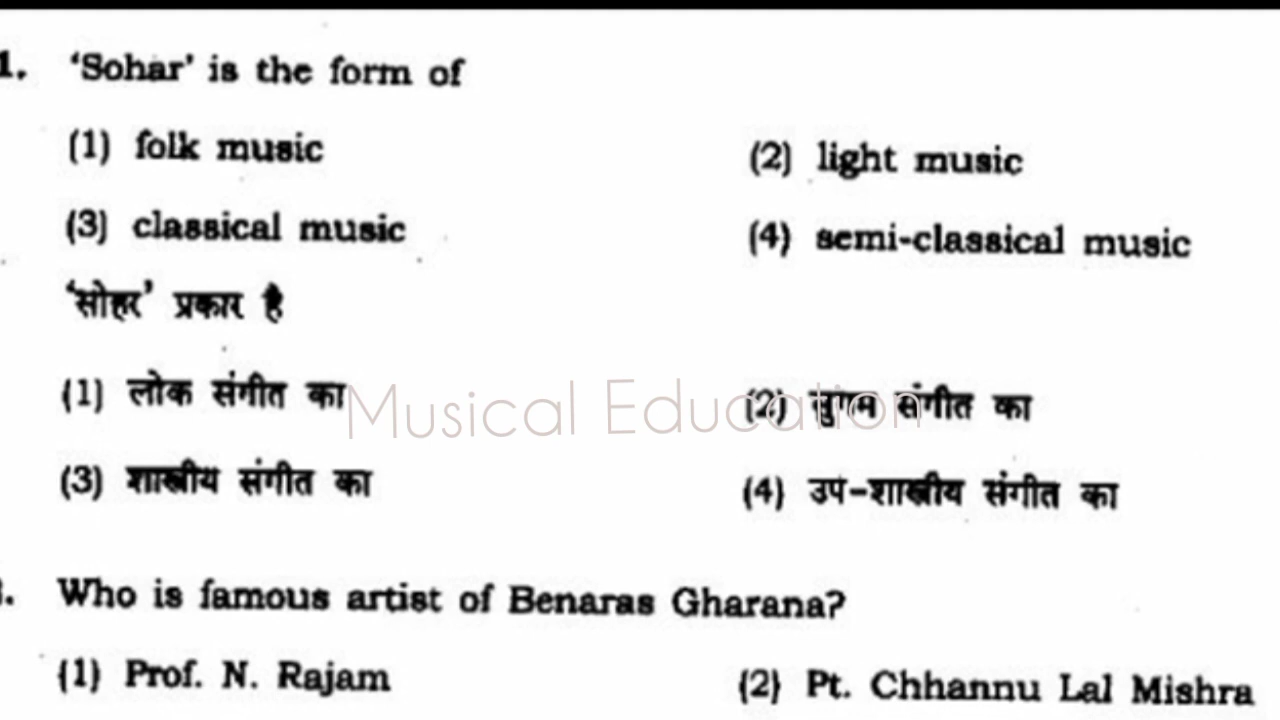 1. ‘Sohar’ is the form of
(1) folk music (2) light music
(3) classical music (4) semi-classical music
‘सोहर’ प्रकार है
(1) लोक संगीत का (2) सुगम संगीत का
Musical Education
(3) शास्त्रीय संगीत का (4) उप-शास्त्रीय संगीत का
Who is famous artist of Benaras Gharana?
(1) Prof. N. Rajam (2) Pt. Chhannu Lal Mishra